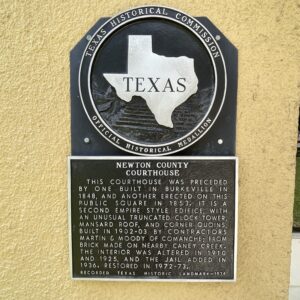 TEXAS HISTORICAL COMMISSION
TEXAS
OFFICIAL HISTORICAL MEDALLION
NEWTON COUNTY
COURTHOUSE
THIS COURTHOUSE WAS PRECEDED
BY ONE BUILT IN BURKEVILLE IN
1848, AND ANOTHER ERECTED ON THIS
PUBLIC SQUARE IN 1853. IT IS A
SECOND EMPIRE STYLE EDIFICE WITH
AN UNUSUAL TRUNCATED CLOCK TOWER,
MANSARD ROOF, AND CORNER QUOINS.
BUILT IN 1902-03 BY CONTRACTORS
MARTIN & MOODY OF COMANCHE, FROM
BRICK MADE ON NEARBY CANEY CREEK.
THE INTERIOR WAS ALTERED IN 1910
AND 1935, AND THE JAIL ADDED IN
1936. RESTORED IN 1972-73.
RECORDED TEXAS HISTORIC LANDMARK-1974